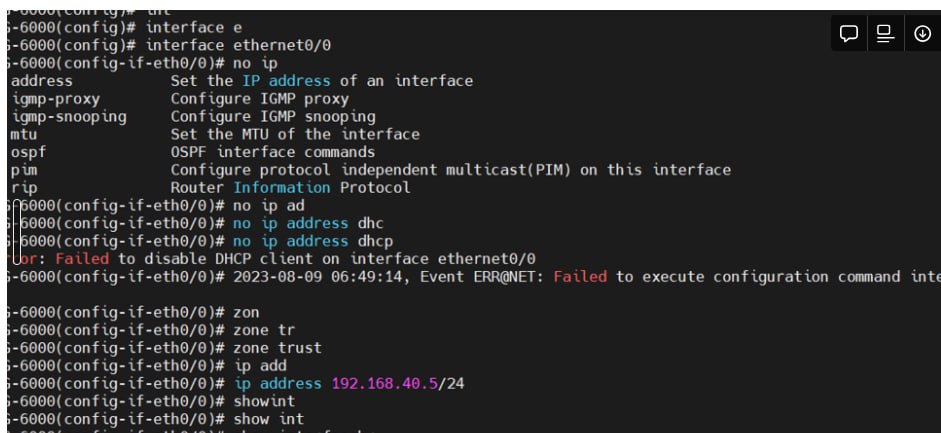 -6000(config)# int
-6000(config)# interface e
-6000(config)# interface ethernet0/0
-6000(config-if-eth0/0)# no ip
address Set the IP address of an interface
igmp-proxy Configure IGMP proxy
igmp-snooping Configure IGMP snooping
mtu Set the MTU of the interface
ospf OSPF interface commands
pim Configure protocol independent multicast(PIM) on this interface
rip Router Information Protocol
-6000(config-if-eth0/0)# no ip ad
-6000(config-if-eth0/0)# no ip address dhc
-6000(config-if-eth0/0)# no ip address dhcp
or: Failed to disable DHCP client on interface ethernet0/0
-6000(config-if-eth0/0)# 2023-08-09 06:49:14, Event ERR@NET: Failed to execute configuration command inte
-6000(config-if-eth0/0)# zon
-6000(config-if-eth0/0)# zone tr
-6000(config-if-eth0/0)# zone trust
-6000(config-if-eth0/0)# ip add
-6000(config-if-eth0/0)# ip address 192.168.40.5/24
-6000(config-if-eth0/0)# showint
-6000(config-if-eth0/0)# show int